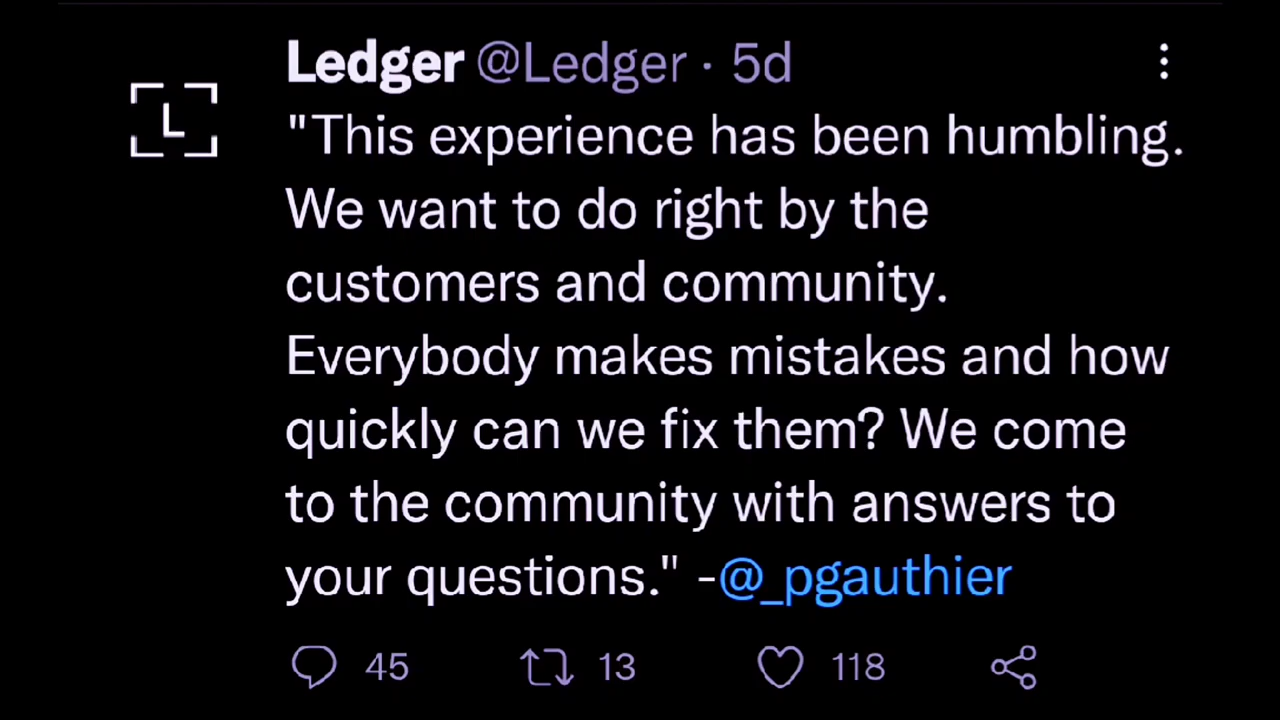 Ledger @Ledger · 5d
L
"This experience has been humbling.
We want to do right by the
customers and community.
Everybody makes mistakes and how
quickly can we fix them? We come
to the community with answers to
your questions." -@_pgauthier
45 13 118